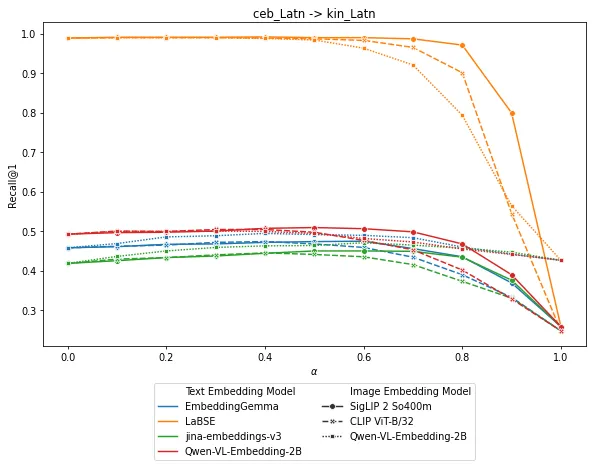 ceb_Latn -> kin_Latn
1.0
0.9
0.8
0.7
0.6
0.5
0.4
0.3
Recall@1
0.0 0.2 0.4 0.6 0.8 1.0
α
Text Embedding Model Image Embedding Model
EmbeddingGemma SigLIP 2 So400m
LaBSE CLIP ViT-B/32
jina-embeddings-v3 Qwen-VL-Embedding-2B
Qwen-VL-Embedding-2B